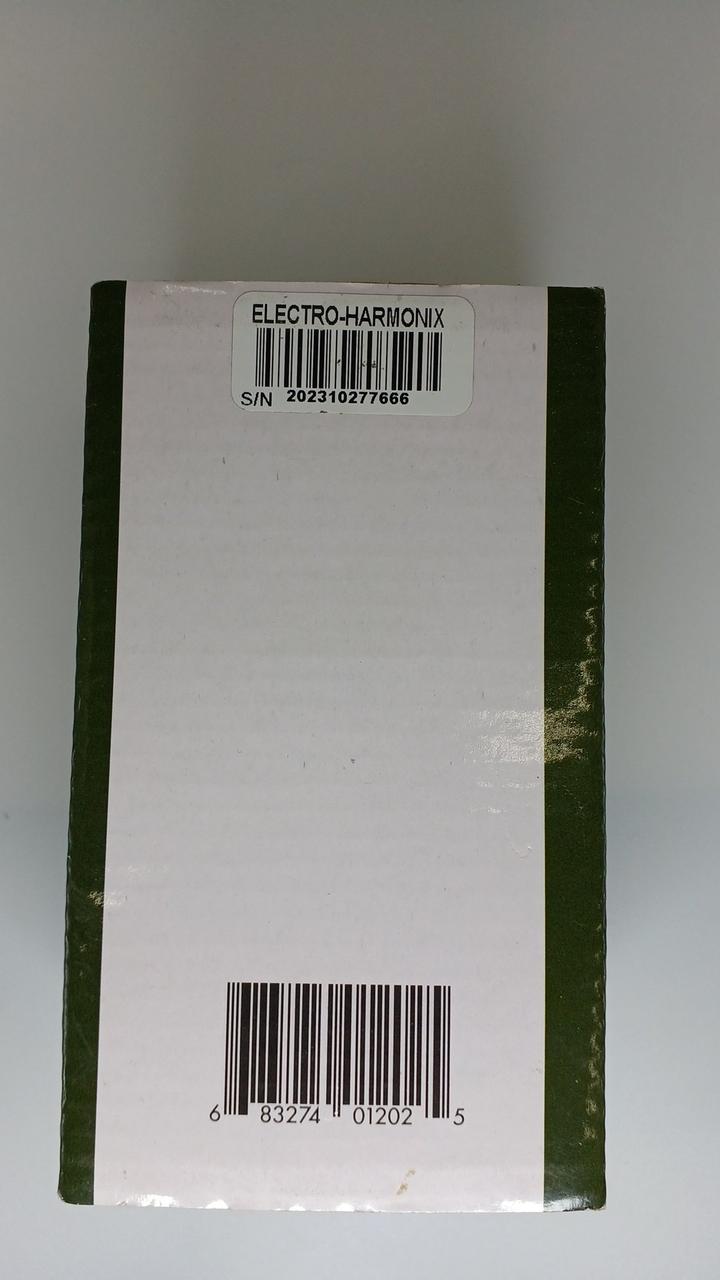 ELECTRO-HARMONIX
S/N 202310277666
6 83274 01202 5